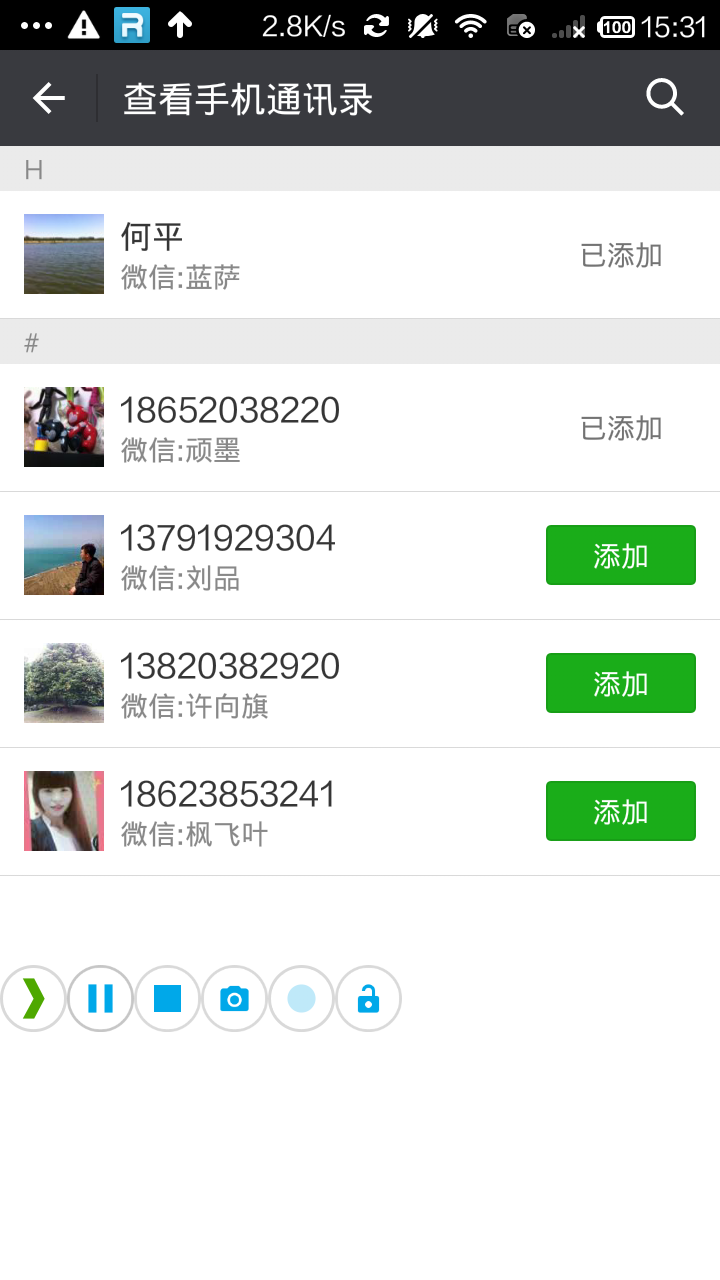 2.8K/s 100 15:31
查看手机通讯录
H
何平
微信:蓝萨
已添加
#
18652038220
微信:顽墨
已添加
13791929304
微信:刘品
添加
13820382920
微信:许向旗
添加
18623853241
微信:枫飞叶
添加